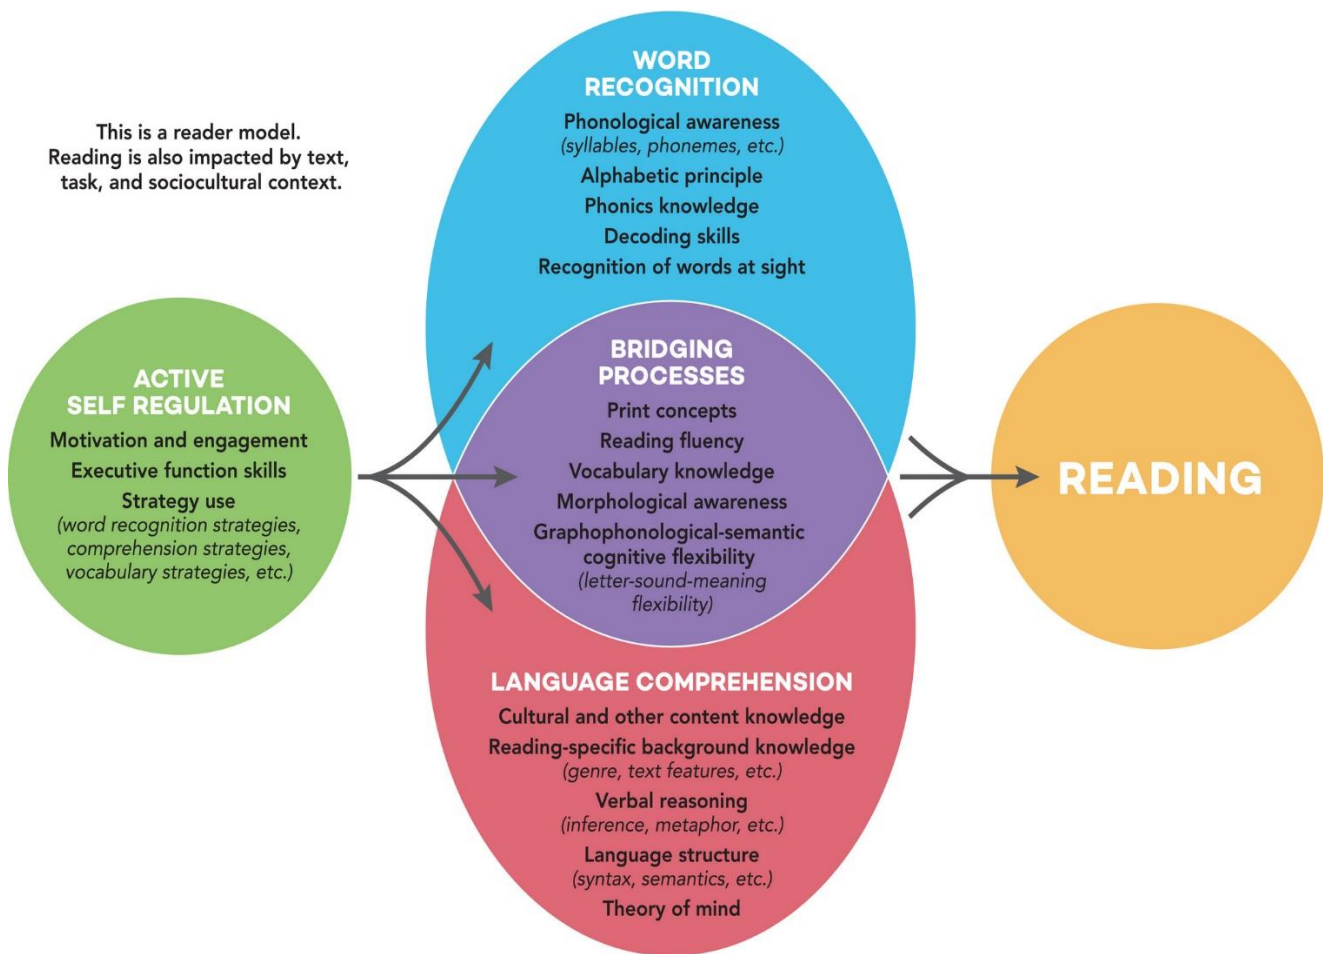 This is a reader model.
Reading is also impacted by text,
task, and sociocultural context.
WORD
RECOGNITION
Phonological awareness
(syllables, phonemes, etc.)
Alphabetic principle
Phonics knowledge
Decoding skills
Recognition of words at sight
ACTIVE
SELF REGULATION
Motivation and engagement
Executive function skills
Strategy use
(word recognition strategies,
comprehension strategies,
vocabulary strategies, etc.)
BRIDGING
PROCESSES
Print concepts
Reading fluency
Vocabulary knowledge
Morphological awareness
Graphophonological-semantic
cognitive flexibility
(letter-sound-meaning
flexibility)
LANGUAGE COMPREHENSION
Cultural and other content knowledge
Reading-specific background knowledge
(genre, text features, etc.)
Verbal reasoning
(inference, metaphor, etc.)
Language structure
(syntax, semantics, etc.)
Theory of mind
READING